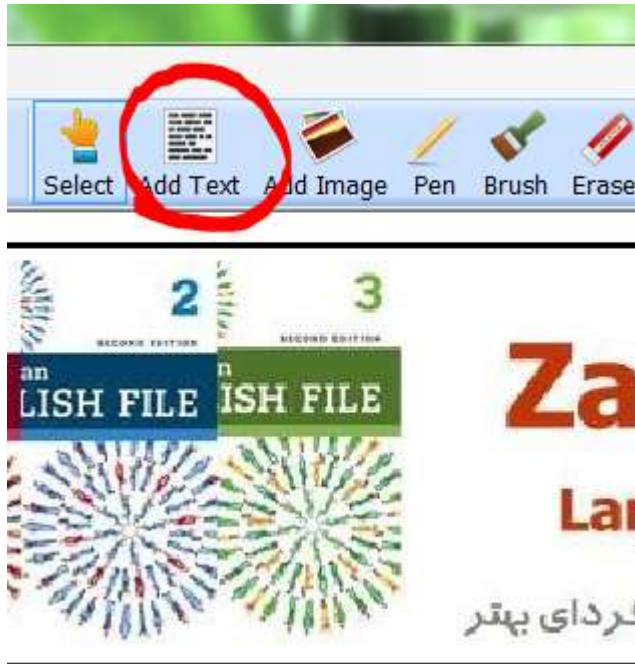 Select Add Text Add Image Pen Brush Erase
2
SECOND EDITION
an
LISH FILE
3
SECOND EDITION
n
ISH FILE
Za
Lar
فردای بهتر